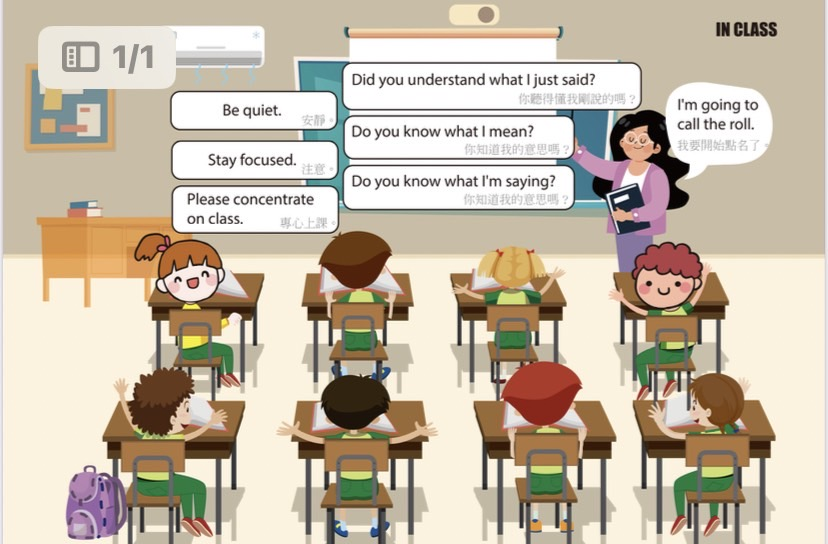 IN CLASS
1/1
Did you understand what I just said?
你聽得懂我剛說的嗎?
Be quiet.
安靜。
Do you know what I mean?
你知道我的意思嗎?
I'm going to
call the roll.
我要開始點名了。
Stay focused.
注意。
Do you know what I'm saying?
你知道我的意思嗎?
Please concentrate
on class.
專心上課。